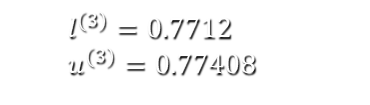 l⁽³⁾ = 0.7712
u⁽³⁾ = 0.77408